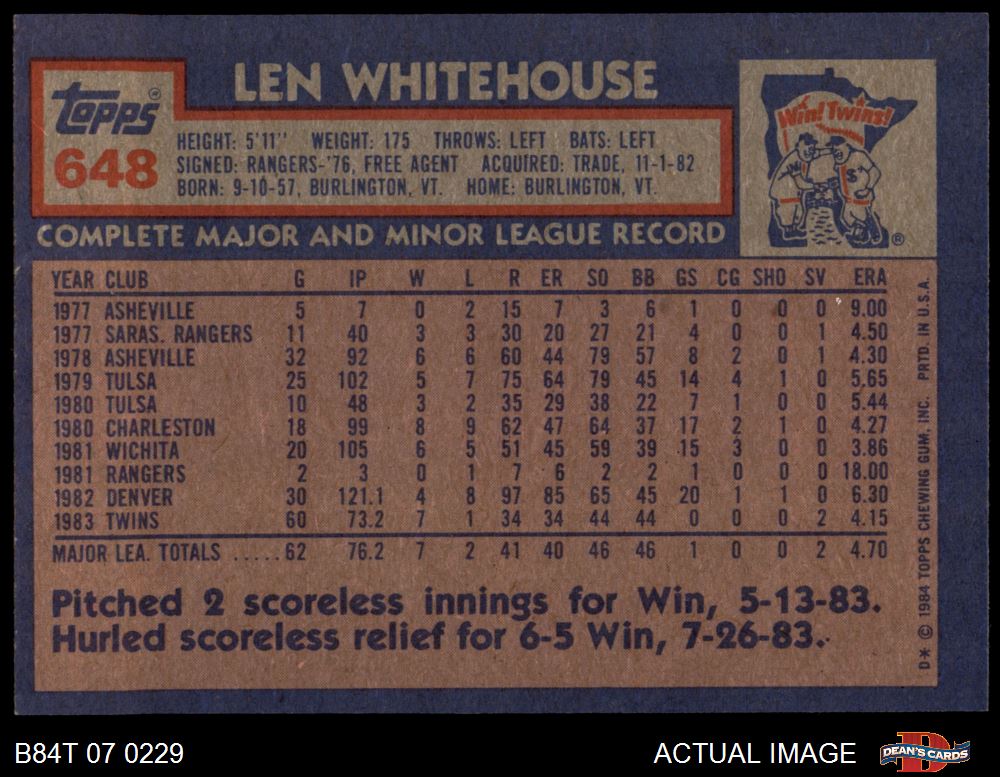 LEN WHITEHOUSE
Topps®
648
HEIGHT: 5'11" WEIGHT: 175 THROWS: LEFT BATS: LEFT
SIGNED: RANGERS-'76, FREE AGENT ACQUIRED: TRADE, 11-1-82
BORN: 9-10-57, BURLINGTON, VT. HOME: BURLINGTON, VT.
Win! Twins!
M
S
®
COMPLETE MAJOR AND MINOR LEAGUE RECORD
YEAR CLUB G IP W L R ER SO BB GS CG SHO SV ERA
1977 ASHEVILLE 5 7 0 2 15 7 3 6 1 0 0 0 9.00
1977 SARAS. RANGERS 11 40 3 3 30 20 27 21 4 0 0 1 4.50
1978 ASHEVILLE 32 92 6 6 60 44 79 57 8 2 0 1 4.30
1979 TULSA 25 102 5 7 75 64 79 45 14 4 1 0 5.65
1980 TULSA 10 48 3 2 35 29 38 22 7 1 0 0 5.44
1980 CHARLESTON 18 99 8 9 62 47 64 37 17 2 1 0 4.27
1981 WICHITA 20 105 6 5 51 45 59 39 15 3 0 0 3.86
1981 RANGERS 2 3 0 1 7 6 2 2 1 0 0 0 18.00
1982 DENVER 30 121.1 4 8 97 85 65 45 20 1 1 0 6.30
1983 TWINS 60 73.2 7 1 34 34 44 44 0 0 0 2 4.15
MAJOR LEA. TOTALS .....62 76.2 7 2 41 40 46 46 1 0 0 2 4.70
Pitched 2 scoreless innings for Win, 5-13-83.
Hurled scoreless relief for 6-5 Win, 7-26-83.
D* © 1984 TOPPS CHEWING GUM, INC. PRTD. IN U.S.A.
B84T 07 0229
ACTUAL IMAGE
D
DEAN'S CARDS